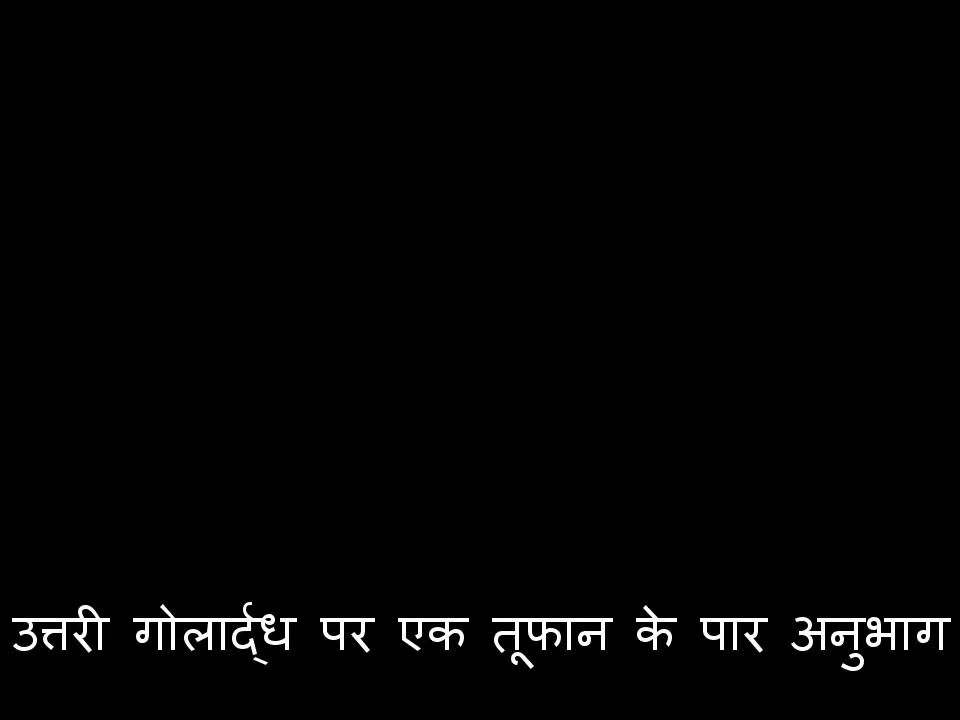 उत्तरी गोलार्द्ध पर एक तूफान के पार अनुभाग